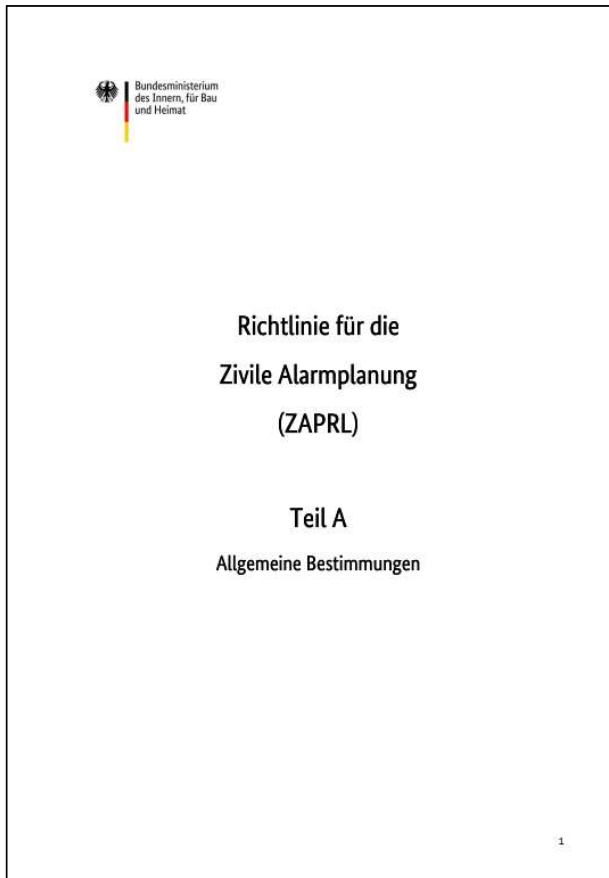 Bundesministerium
des Innern, für Bau
und Heimat
Richtlinie für die
Zivile Alarmplanung
(ZAPRL)
Teil A
Allgemeine Bestimmungen
1